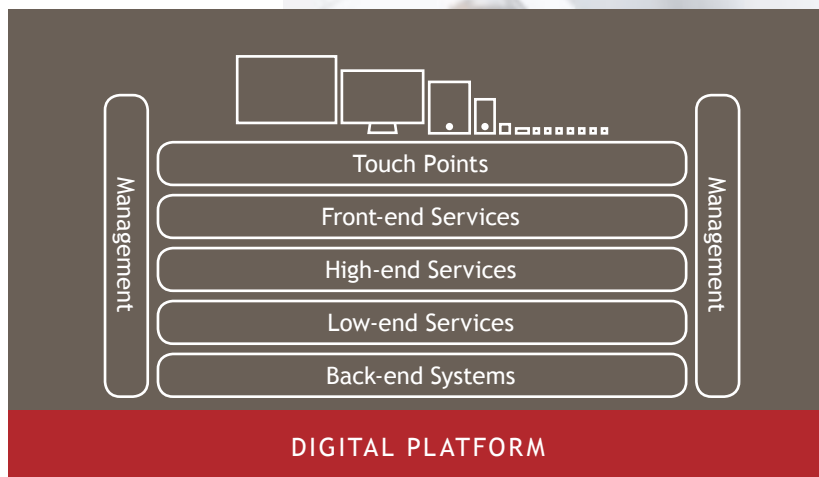 Touch Points
Management
Front-end Services
High-end Services
Low-end Services
Back-end Systems
Management
DIGITAL PLATFORM